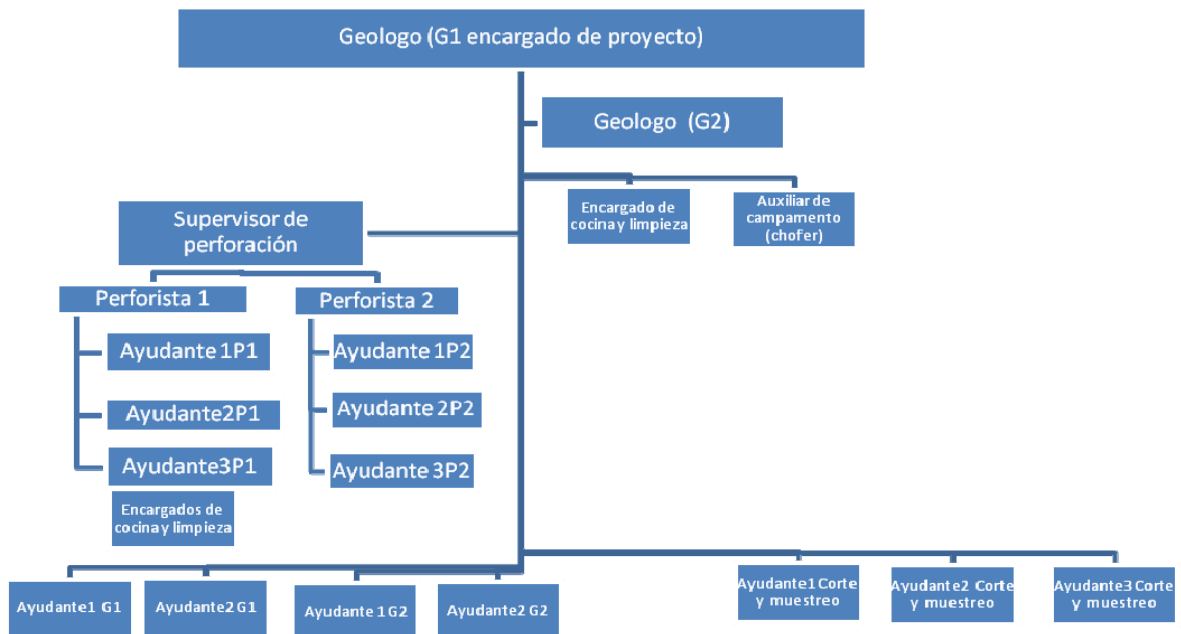 Geologo (G1 encargado de proyecto)
Geologo (G2)
Encargado de
cocina y limpieza
Auxiliar de
campamento
(chofer)
Supervisor de
perforación
Perforista 1
Perforista 2
Ayudante 1P1
Ayudante2P1
Ayudante3P1
Encargados de
cocina y limpieza
Ayudante 1P2
Ayudante 2P2
Ayudante 3P2
Ayudante1 G1
Ayudante2 G1
Ayudante 1 G2
Ayudante2 G2
Ayudante1 Corte
y muestreo
Ayudante2 Corte
y muestreo
Ayudante3 Corte
y muestreo